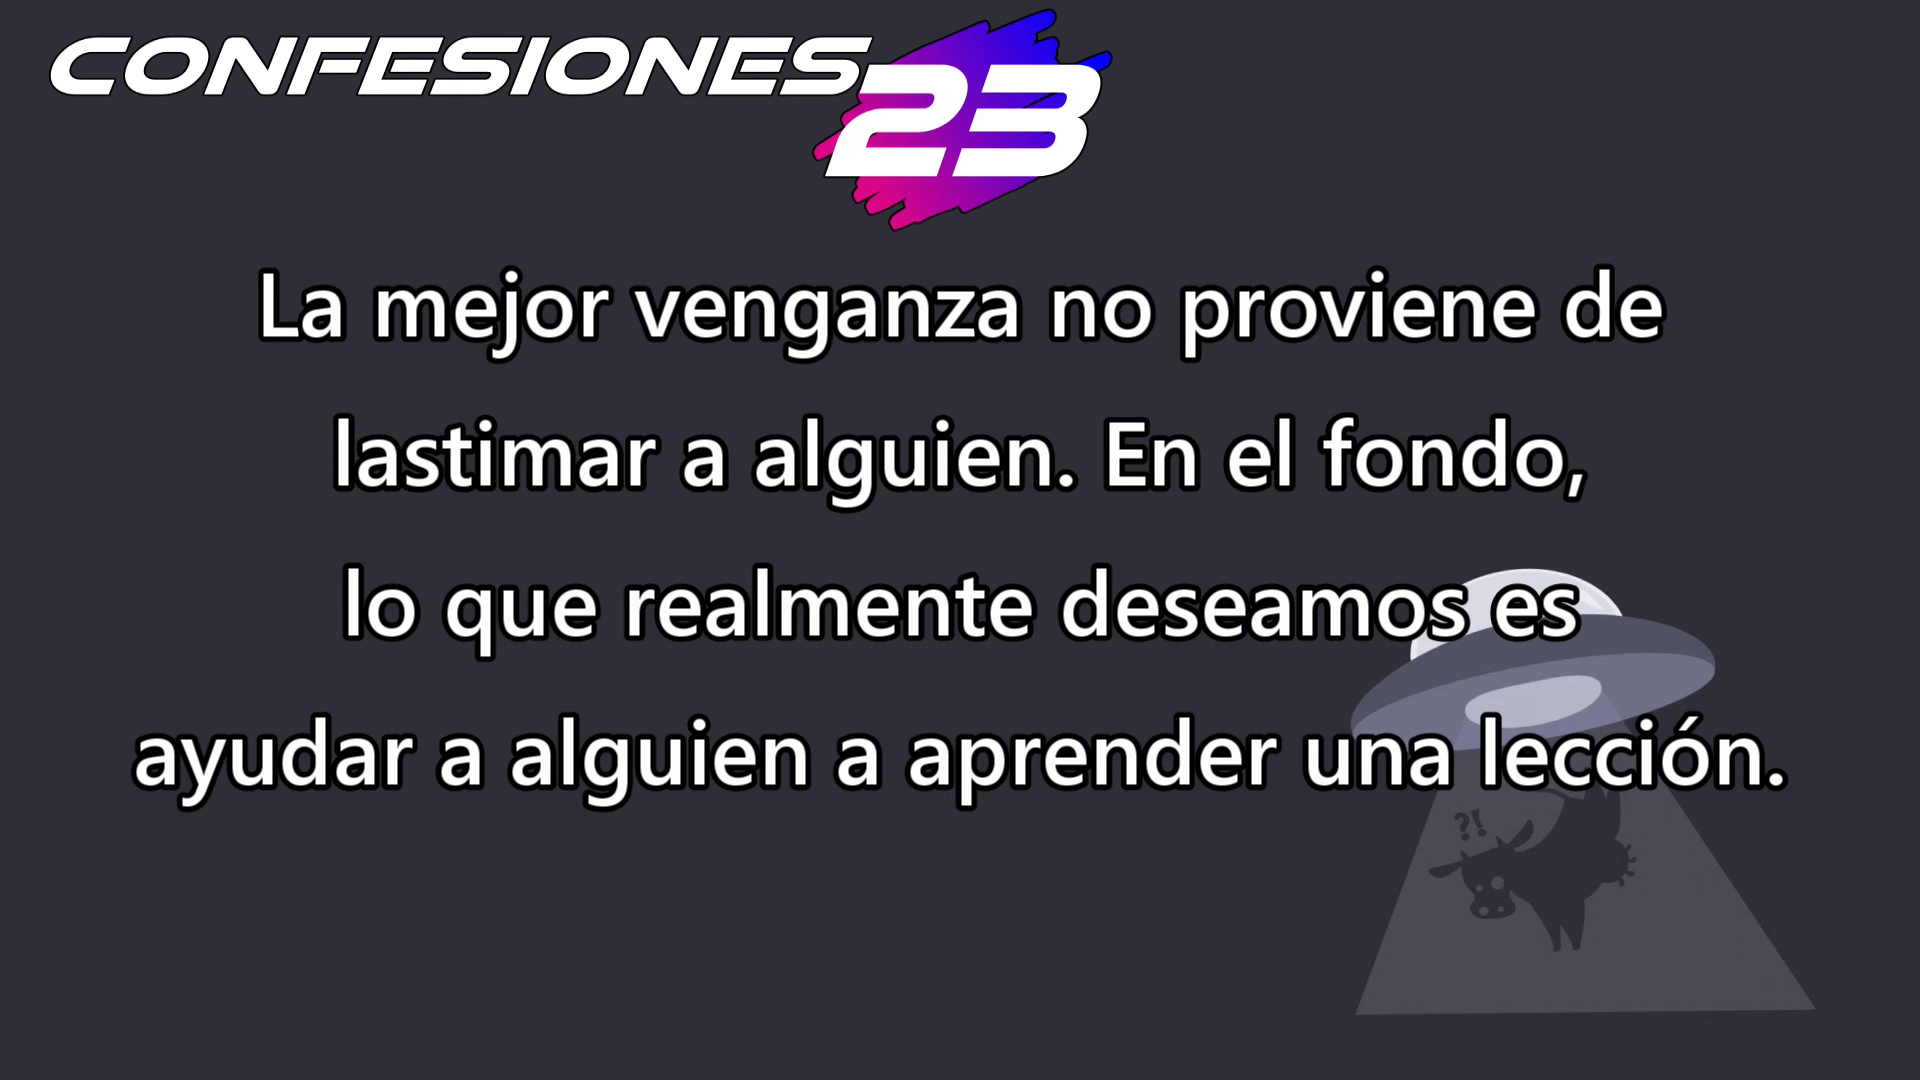 CONFESIONES
23
La mejor venganza no proviene de
lastimar a alguien. En el fondo,
lo que realmente deseamos es
ayudar a alguien a aprender una lección.
?!